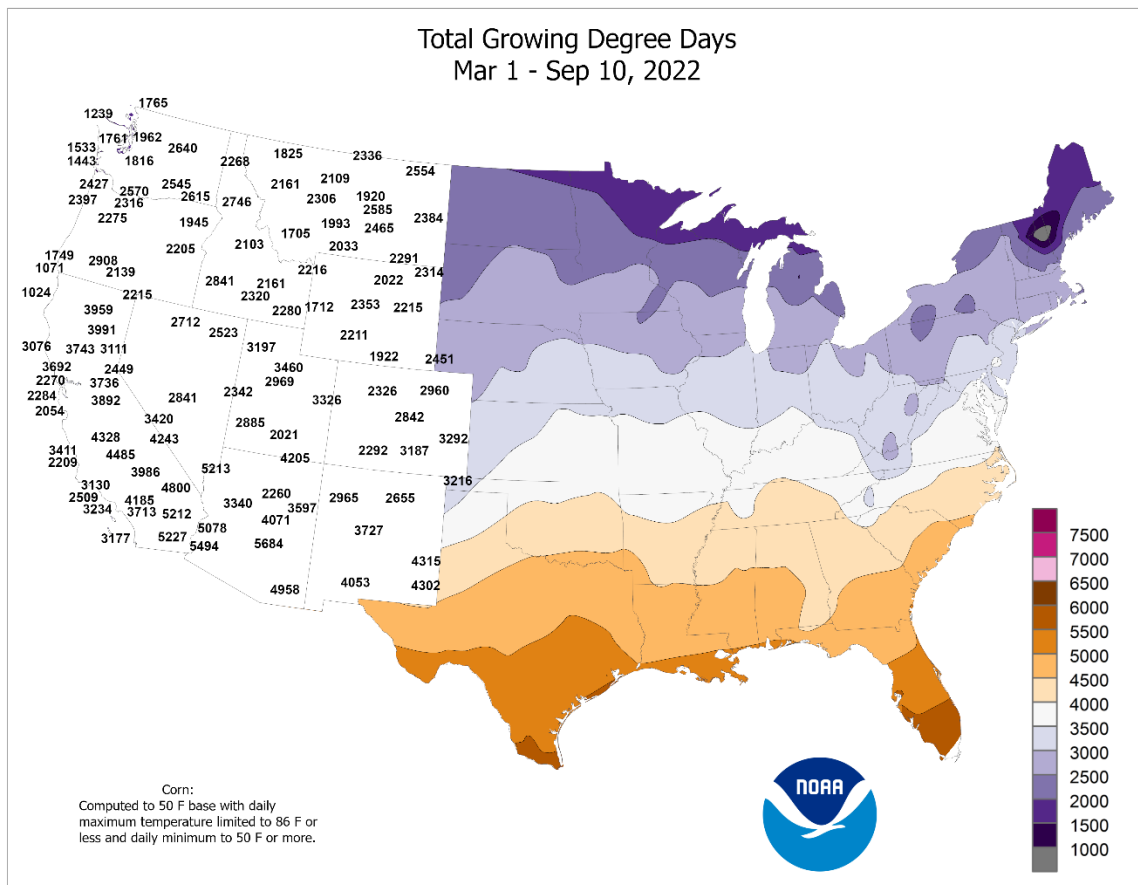 Total Growing Degree Days
Mar 1 - Sep 10, 2022
1765
1239
1761 1962
1533 2640
1443 1816 2268 1825 2336
2554
2427 2570 2545 2161 2109
2397 2316 2615 2746 2306 1920
2585
2275 1945 1993 2465 2384
1705
2205 2103 2033
1749 2908 2291
1071 2139 2216 2314
2841 2161 2022
1024 2215 2320
3959 2280 1712 2353 2215
2712
3991 2523 2211
3076 3743 3111 3197
3692 2449 3460 1922 2451
2270 3736 2969
2284 3892 2841 2342 3326 2326 2960
2054
3420 2885 2842
4328 4243 2021 3292
3411 4485 4205 2292 3187
2209 3986 5213
3130 4800 3216
2509 4185 3340 2260 2965 2655
3234 3713 5212 3597
5078 4071 3727
3177 5227 5494 5684
4315
4958 4053 4302
7500
7000
6500
6000
5500
5000
4500
4000
3500
3000
2500
2000
1500
1000
NOAA
Corn:
Computed to 50 F base with daily
maximum temperature limited to 86 F or
less and daily minimum to 50 F or more.